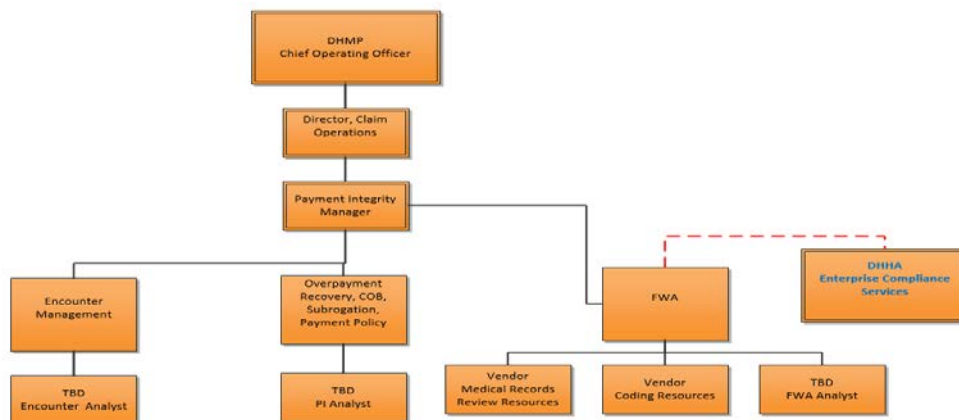 DHMP
Chief Operating Officer
Director, Claim
Operations
Payment Integrity
Manager
Encounter
Management
Overpayment
Recovery, COB,
Subrogation,
Payment Policy
FWA
DHHA
Enterprise Compliance
Services
TBD
Encounter Analyst
TBD
PI Analyst
Vendor
Medical Records
Review Resources
Vendor
Coding Resources
TBD
FWA Analyst